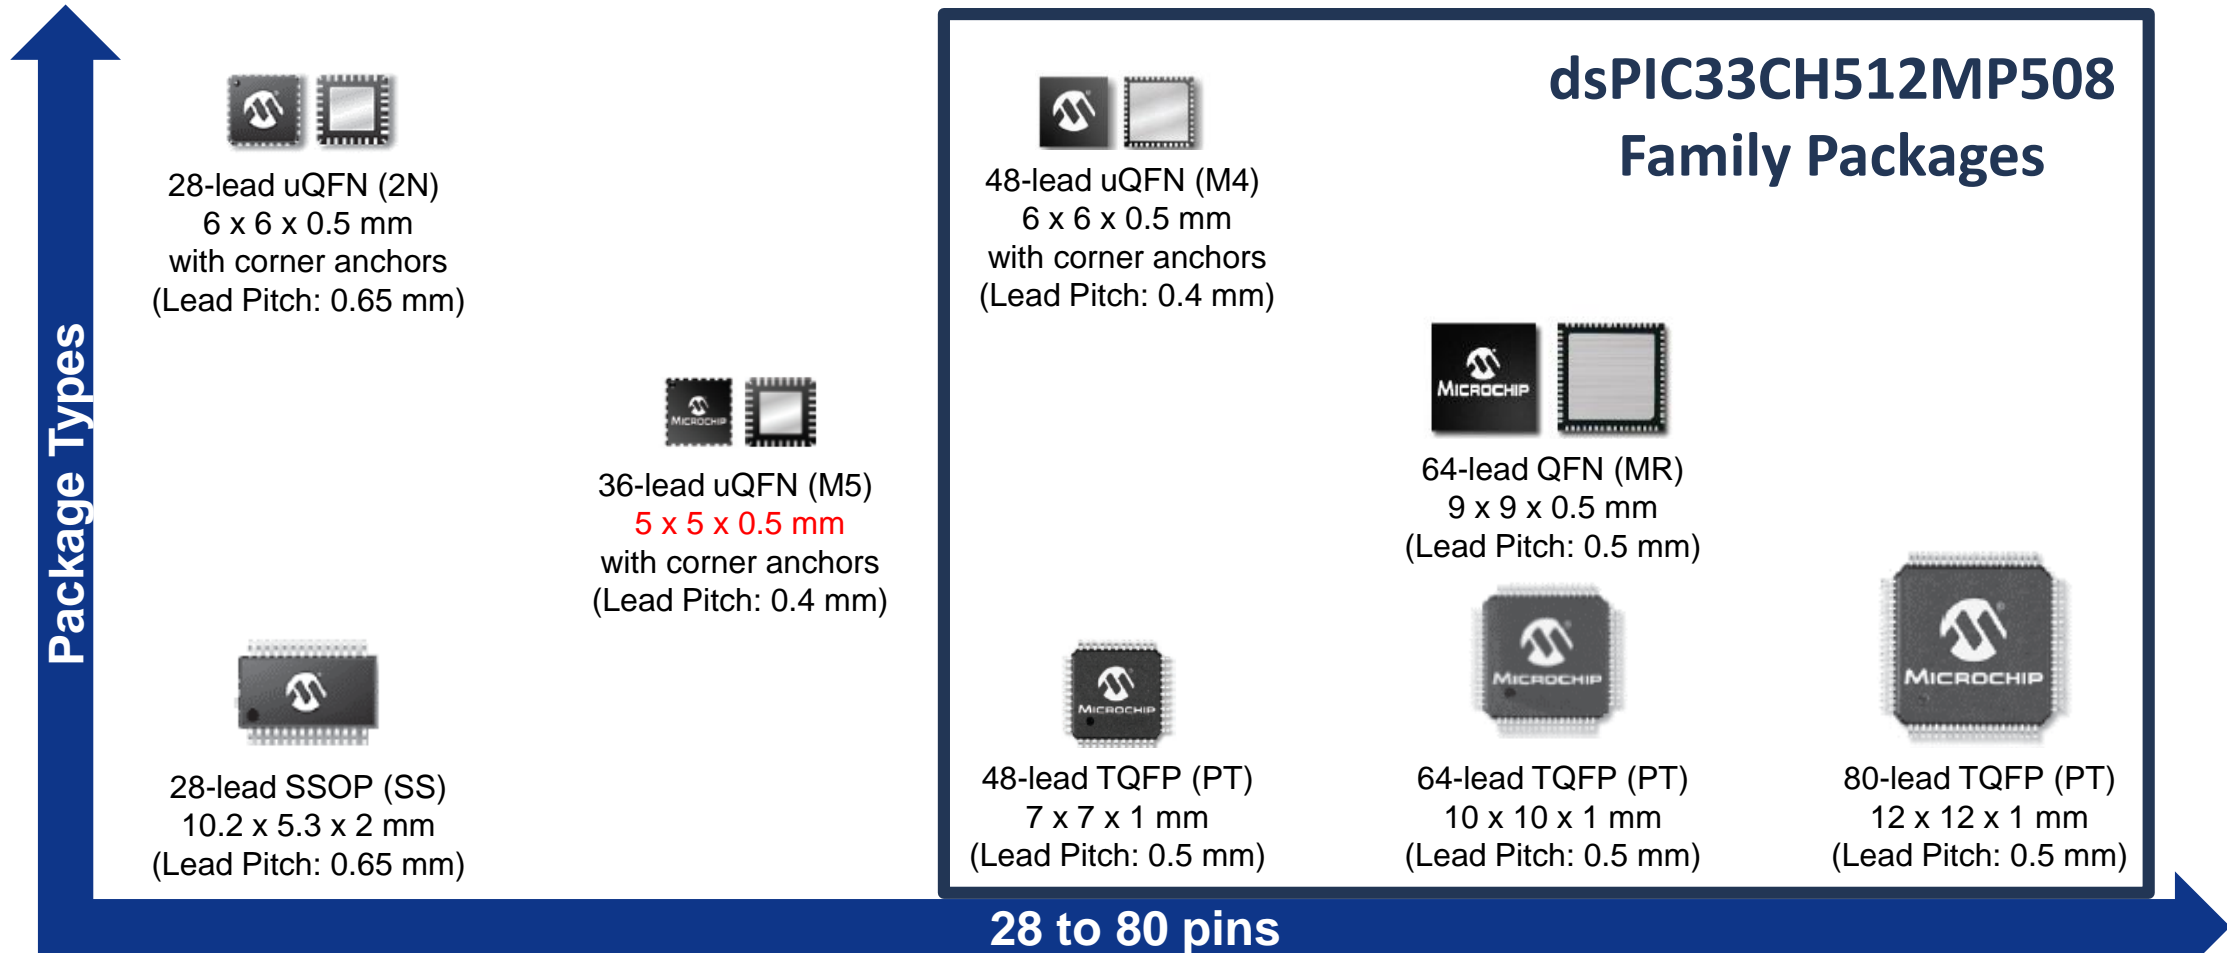 dsPIC33CH512MP508
Family Packages
Package Types
28-lead uQFN (2N)
6 x 6 x 0.5 mm
with corner anchors
(Lead Pitch: 0.65 mm)
48-lead uQFN (M4)
6 x 6 x 0.5 mm
with corner anchors
(Lead Pitch: 0.4 mm)
MICROCHIP
36-lead uQFN (M5)
5 x 5 x 0.5 mm
with corner anchors
(Lead Pitch: 0.4 mm)
MICROCHIP
64-lead QFN (MR)
9 x 9 x 0.5 mm
(Lead Pitch: 0.5 mm)
28-lead SSOP (SS)
10.2 x 5.3 x 2 mm
(Lead Pitch: 0.65 mm)
MICROCHIP
48-lead TQFP (PT)
7 x 7 x 1 mm
(Lead Pitch: 0.5 mm)
MICROCHIP
64-lead TQFP (PT)
10 x 10 x 1 mm
(Lead Pitch: 0.5 mm)
MICROCHIP
80-lead TQFP (PT)
12 x 12 x 1 mm
(Lead Pitch: 0.5 mm)
28 to 80 pins